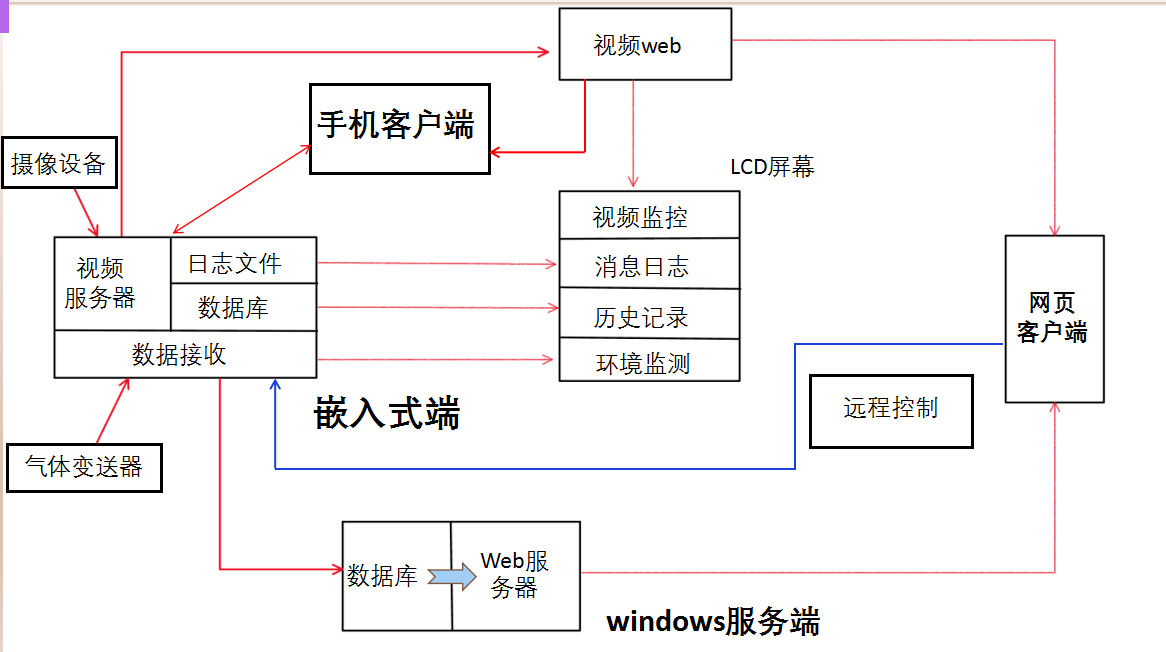 视频web
手机客户端
摄像设备
LCD屏幕
视频
服务器
日志文件
数据库
数据接收
视频监控
消息日志
历史记录
环境监测
网页
客户端
远程控制
嵌入式端
气体变送器
数据库
Web服
务器
windows服务端